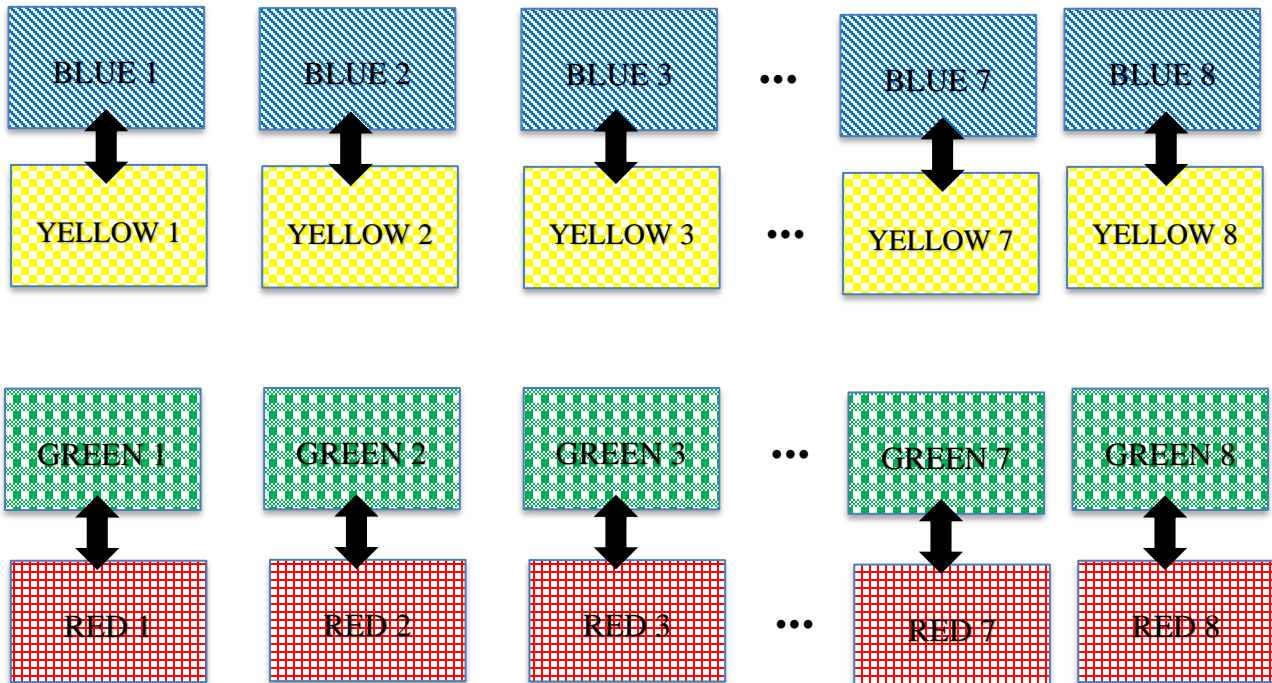 BLUE 1 BLUE 2 BLUE 3 ... BLUE 7 BLUE 8
YELLOW 1 YELLOW 2 YELLOW 3 ... YELLOW 7 YELLOW 8
GREEN 1 GREEN 2 GREEN 3 ... GREEN 7 GREEN 8
RED 1 RED 2 RED 3 ... RED 7 RED 8